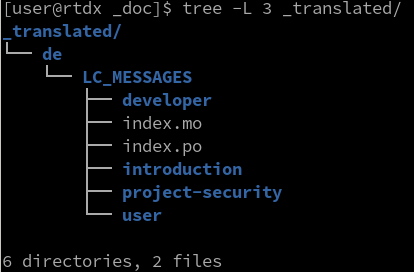 [user@rtdx _doc]$ tree -L 3 _translated/
_translated/
└── de
    └── LC_MESSAGES
        ├── developer
        ├── index.mo
        ├── index.po
        ├── introduction
        ├── project-security
        └── user

6 directories, 2 files